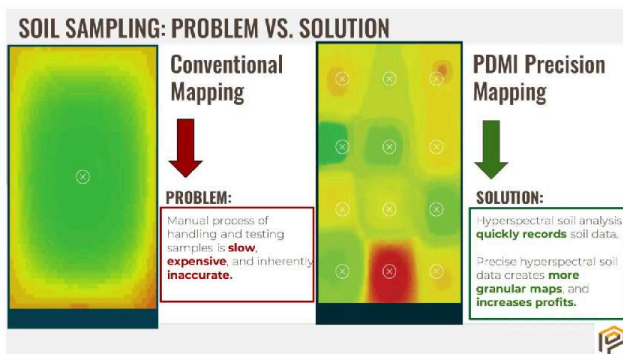 SOIL SAMPLING: PROBLEM VS. SOLUTION
Conventional
Mapping
PROBLEM:
Manual process of
handling and testing
samples is slow,
expensive, and inherently
inaccurate.
PDMI Precision
Mapping
SOLUTION:
Hyperspectral soil analysis
quickly records soil data.
Precise hyperspectral soil
data creates more
granular maps, and
increases profits.